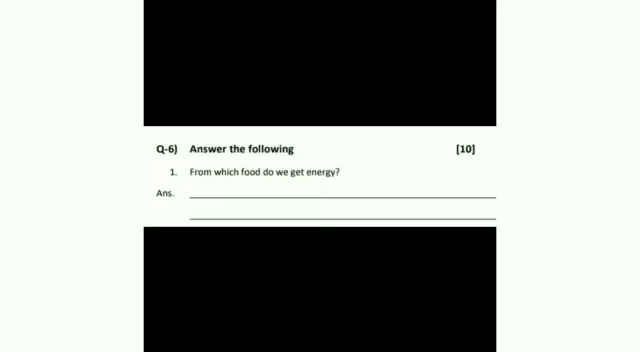 Q-6) Answer the following [10]
1. From which food do we get energy?
Ans.